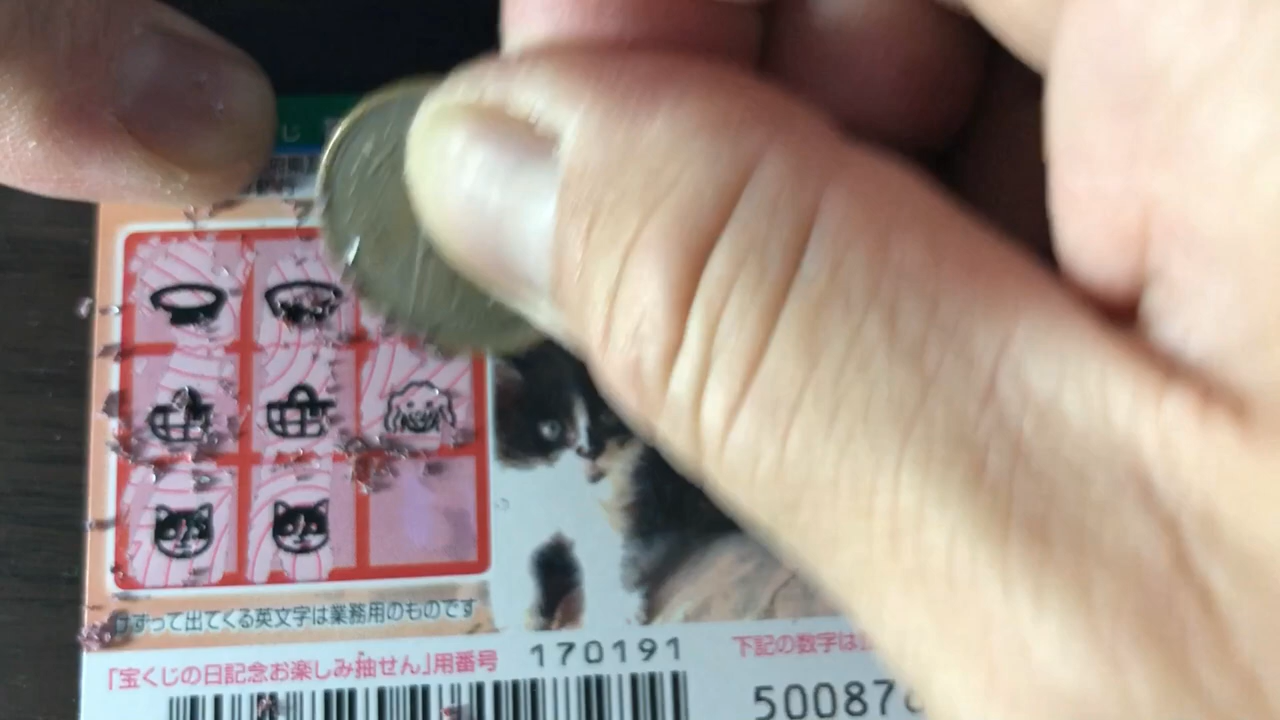 じ
けずって出てくる英文字は業務用のものです
「宝くじの日記念お楽しみ抽せん」用番号 170191 下記の数字は
50087